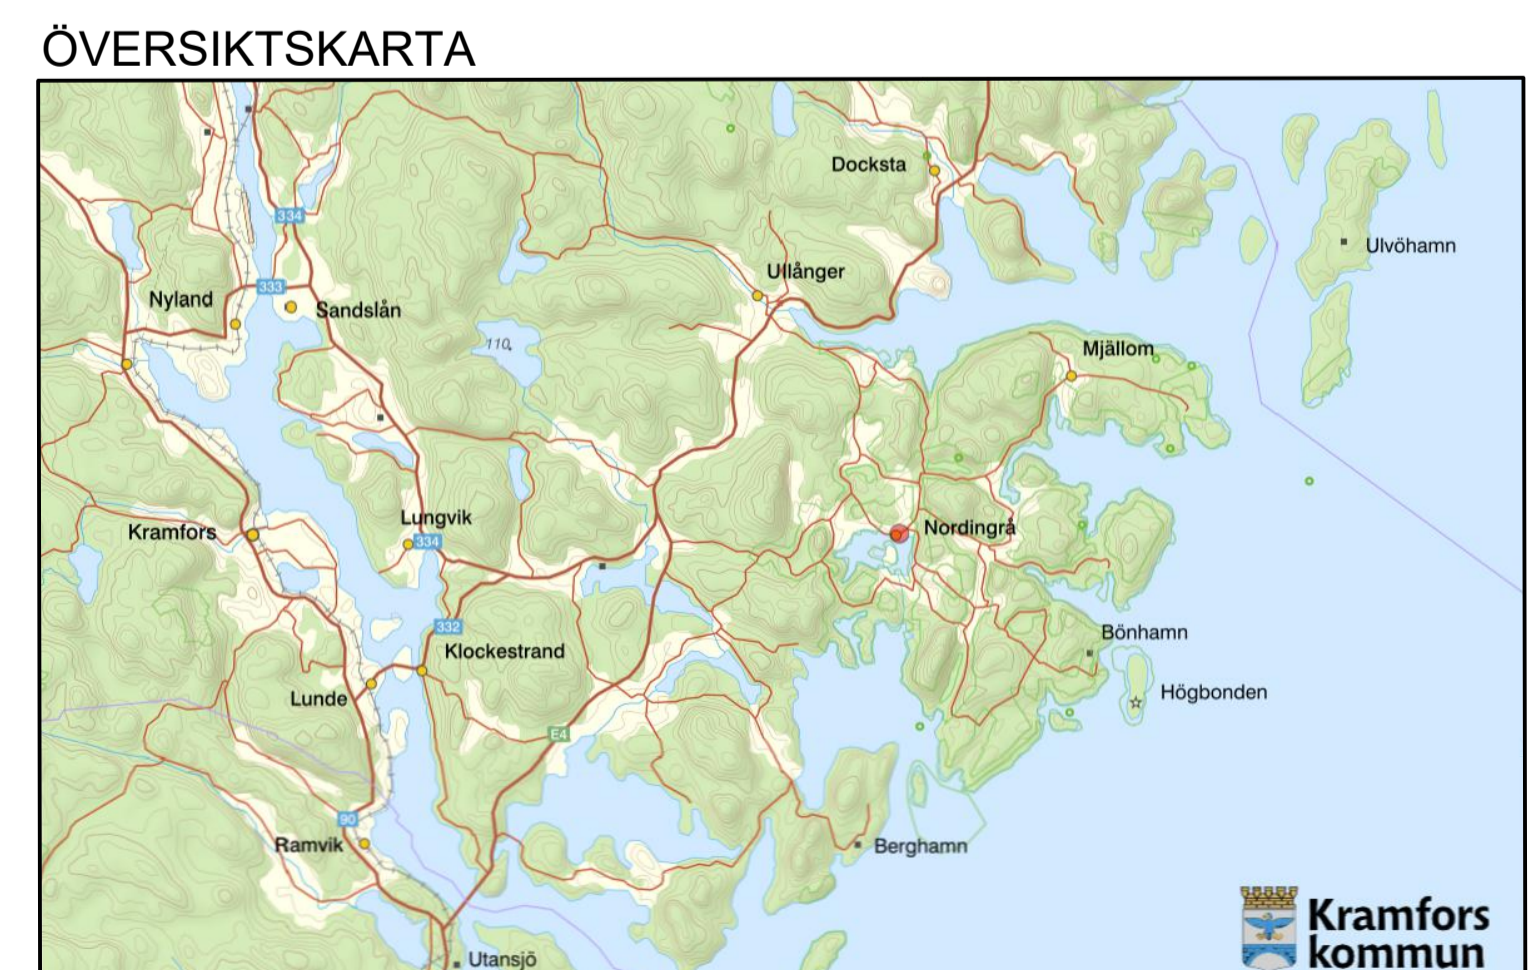 ÖVERSIKTSKARTA
Docksta
334
Ulvöhamn
Ullånger
333
Nyland
Sandslån
110
Mjällom
Lungvik
Kramfors
334
Nordingrå
332
Bönhamn
Klockestrand
Lunde
Högbonden
E4
90
Ramvik
Berghamn
Kramfors
kommun
Utansjö